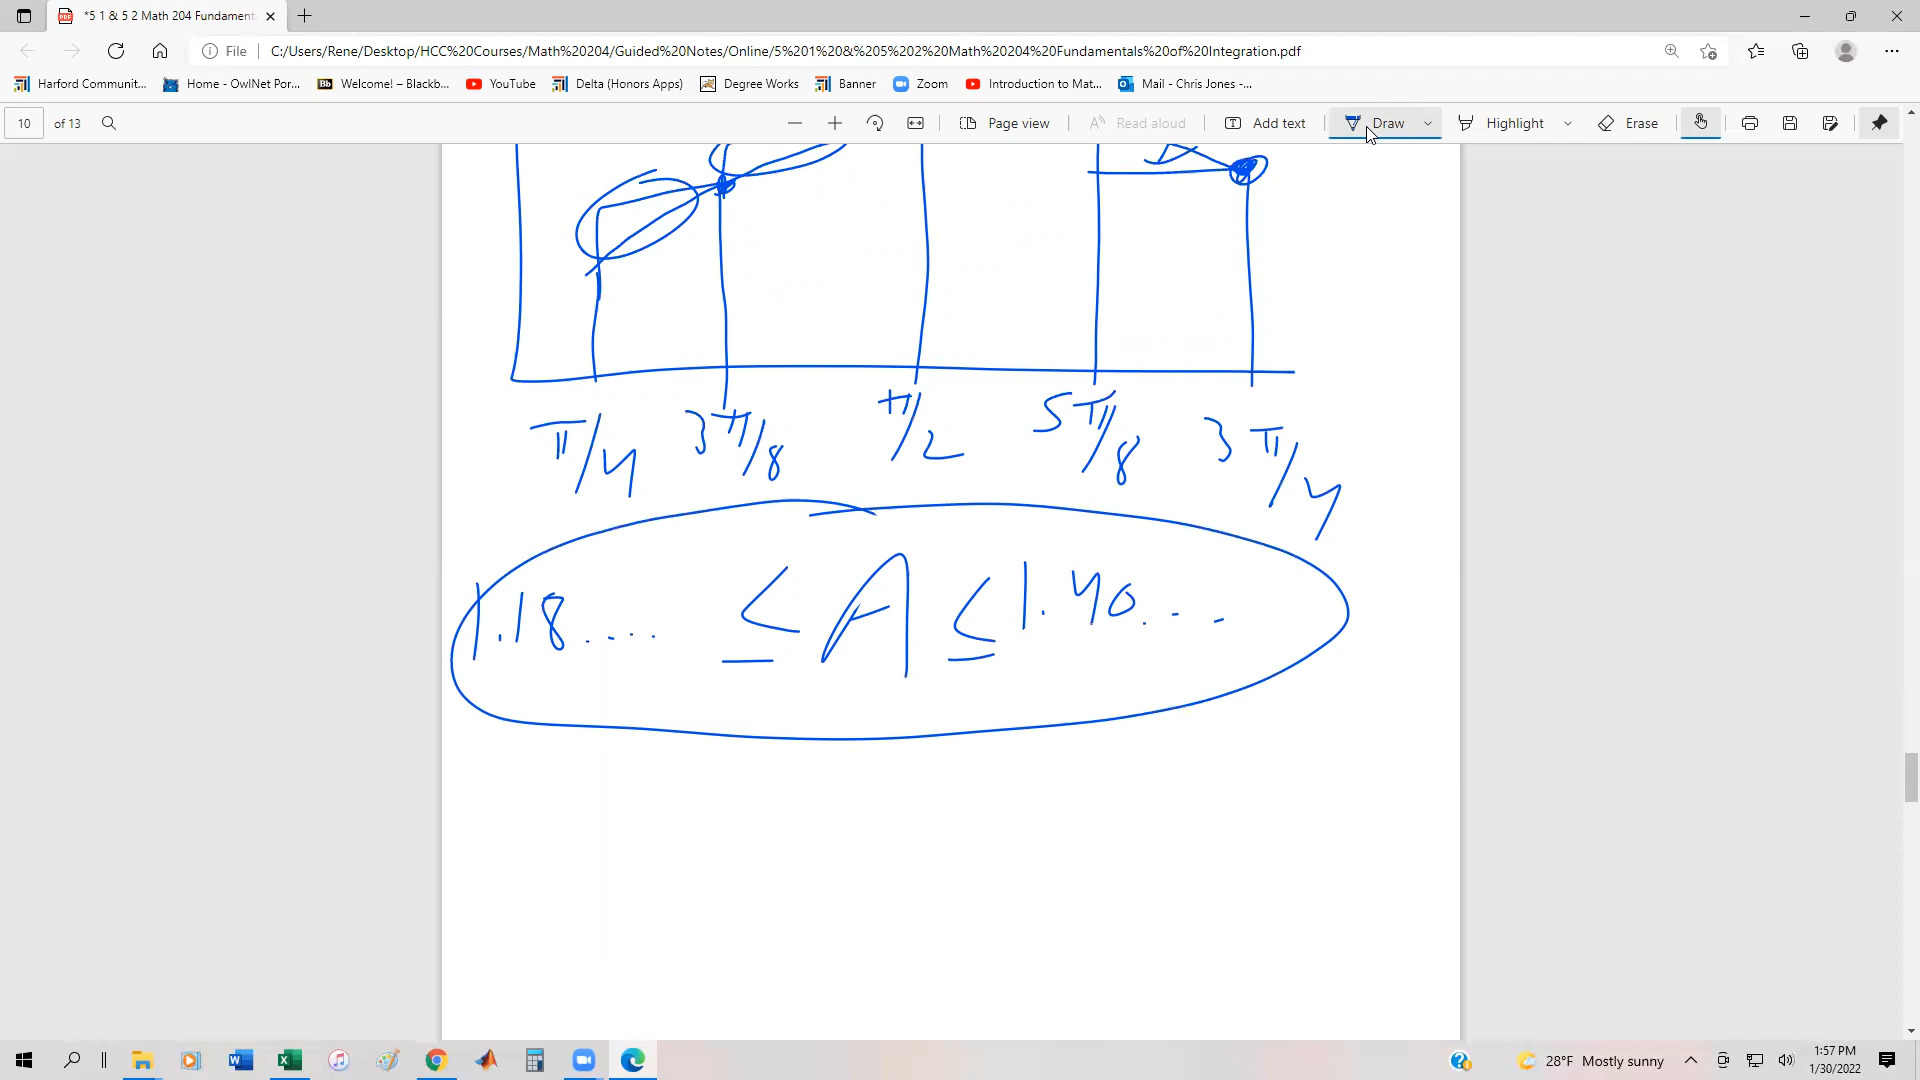 *5 1 & 5 2 Math 204 Fundament
File C:/Users/Rene/Desktop/HCC%20Courses/Math%20204/Guided%20Notes/Online/5%201%20&%205%202%20Math%20204%20Fundamentals%20of%20Integration.pdf
Harford Communit... Home - OwlNet Por... Bb Welcome! – Blackb... YouTube Delta (Honors Apps) Degree Works Banner Zoom Introduction to Mat... Mail - Chris Jones -...
10 of 13 Page view Read aloud Add text Draw Highlight Erase
π/4 3π/8 π/2 5π/8 3π/4
1.18.... ≤ A ≤ 1.40...
28°F Mostly sunny 1:57 PM
1/30/2022